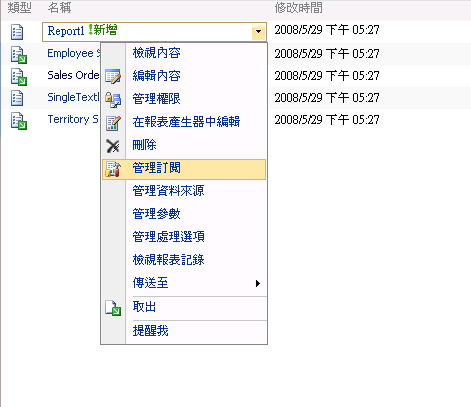 類型 名稱 修改時間
Report1 !新增 2008/5/29 下午 05:27
Employee S 2008/5/29 下午 05:27
Sales Orde 2008/5/29 下午 05:27
SingleTextl 2008/5/29 下午 05:27
Territory S 2008/5/29 下午 05:27
檢視內容
編輯內容
管理權限
在報表產生器中編輯
刪除
管理訂閱
管理資料來源
管理參數
管理處理選項
檢視報表記錄
傳送至
取出
提醒我